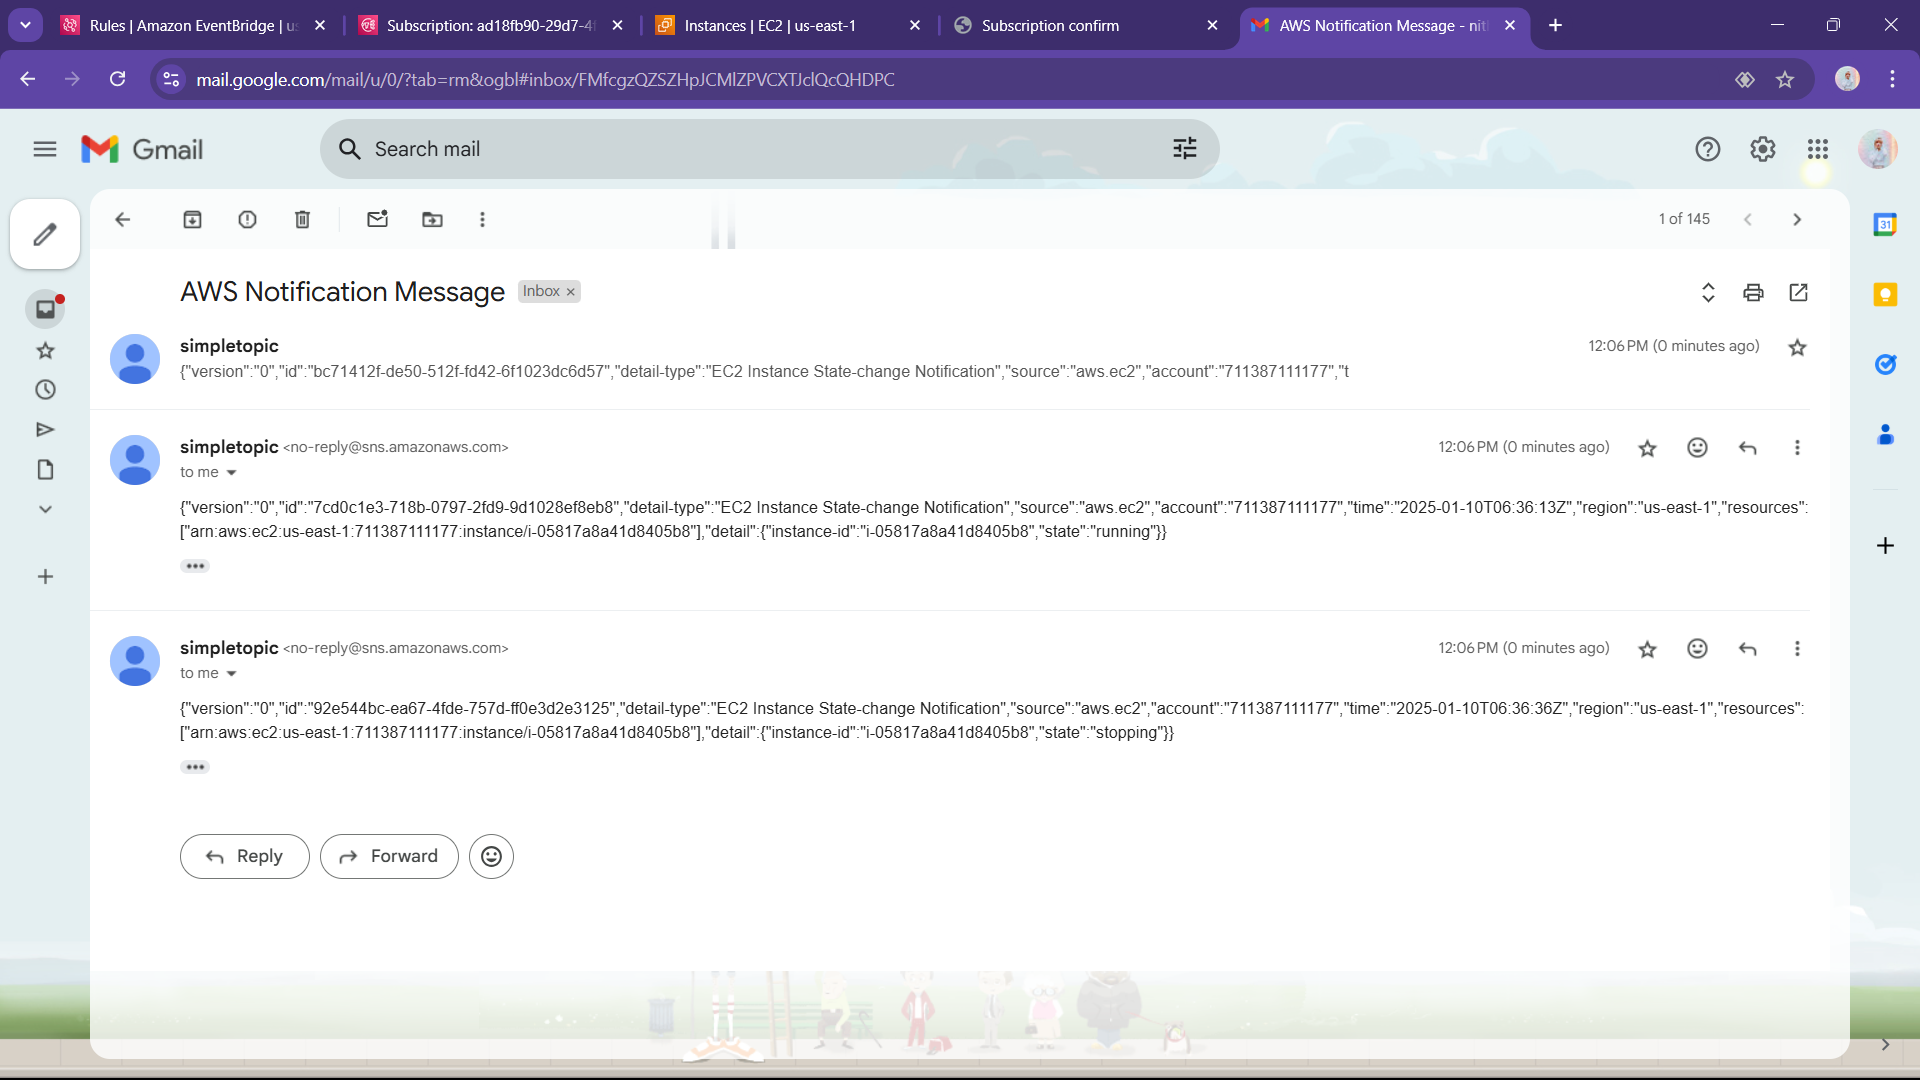 Rules | Amazon EventBridge | us
Subscription: ad18fb90-29d7-4f
Instances | EC2 | us-east-1
Subscription confirm
AWS Notification Message - nith
mail.google.com/mail/u/0/?tab=rm&ogbl#inbox/FMfcgzQZSZHpJCMlZPVCXTJclQcQHDPC
Gmail
Search mail
1 of 145
31
AWS Notification Message
Inbox ×
simpletopic
12:06 PM (0 minutes ago)
{"version":"0","id":"bc71412f-de50-512f-fd42-6f1023dc6d57","detail-type":"EC2 Instance State-change Notification","source":"aws.ec2","account":"711387111177","t
simpletopic <no-reply@sns.amazonaws.com>
12:06 PM (0 minutes ago)
to me
{"version":"0","id":"7cd0c1e3-718b-0797-2fd9-9d1028ef8eb8","detail-type":"EC2 Instance State-change Notification","source":"aws.ec2","account":"711387111177","time":"2025-01-10T06:36:13Z","region":"us-east-1","resources":
["arn:aws:ec2:us-east-1:711387111177:instance/i-05817a8a41d8405b8"],"detail":{"instance-id":"i-05817a8a41d8405b8","state":"running"}}
simpletopic <no-reply@sns.amazonaws.com>
12:06 PM (0 minutes ago)
to me
{"version":"0","id":"92e544bc-ea67-4fde-757d-ff0e3d2e3125","detail-type":"EC2 Instance State-change Notification","source":"aws.ec2","account":"711387111177","time":"2025-01-10T06:36:36Z","region":"us-east-1","resources":
["arn:aws:ec2:us-east-1:711387111177:instance/i-05817a8a41d8405b8"],"detail":{"instance-id":"i-05817a8a41d8405b8","state":"stopping"}}
Reply
Forward